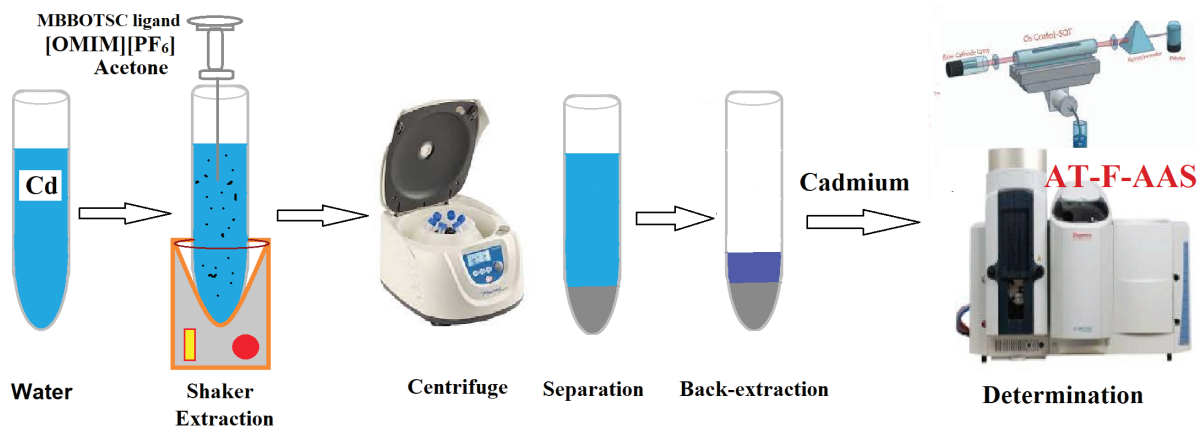 MBBOTSC ligand
[OMIM][PF6]
Acetone
Cd
Cadmium
AT-F-AAS
Water
Shaker
Extraction
Centrifuge
Separation
Back-extraction
Determination